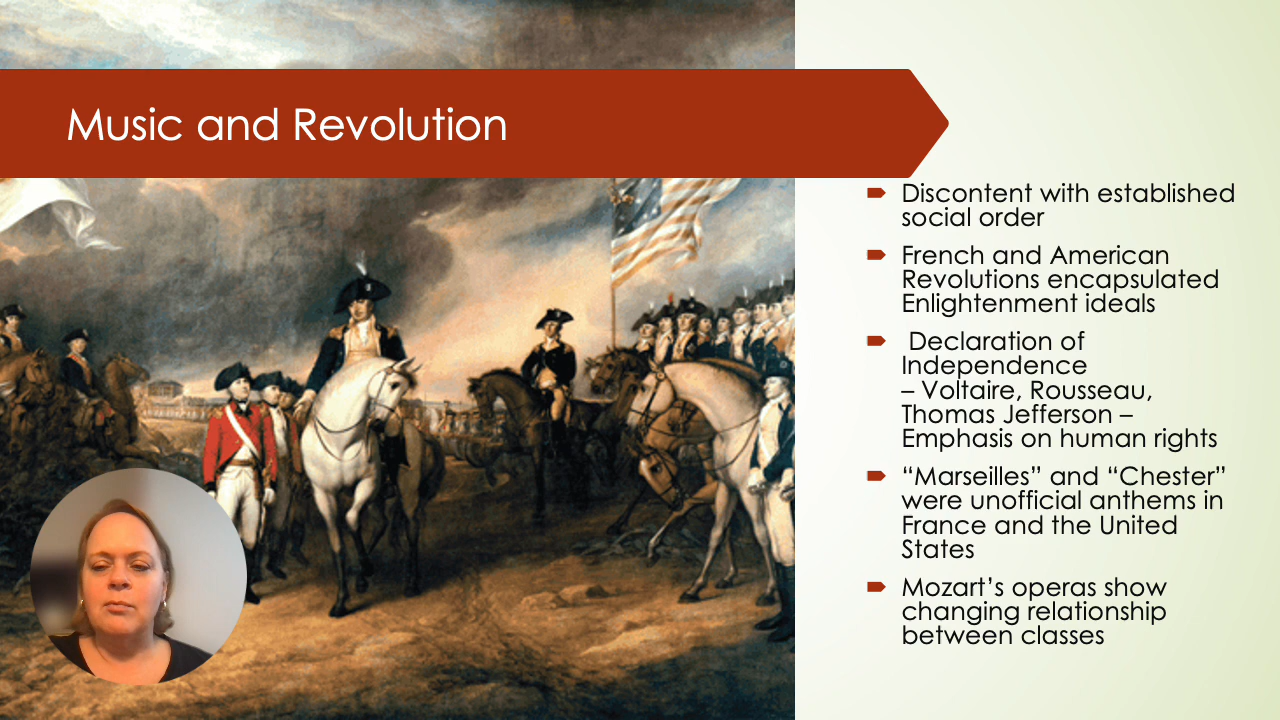 Music and Revolution
Discontent with established
social order
French and American
Revolutions encapsulated
Enlightenment ideals
Declaration of
Independence
– Voltaire, Rousseau,
Thomas Jefferson –
Emphasis on human rights
“Marseilles” and “Chester”
were unofficial anthems in
France and the United
States
Mozart’s operas show
changing relationship
between classes